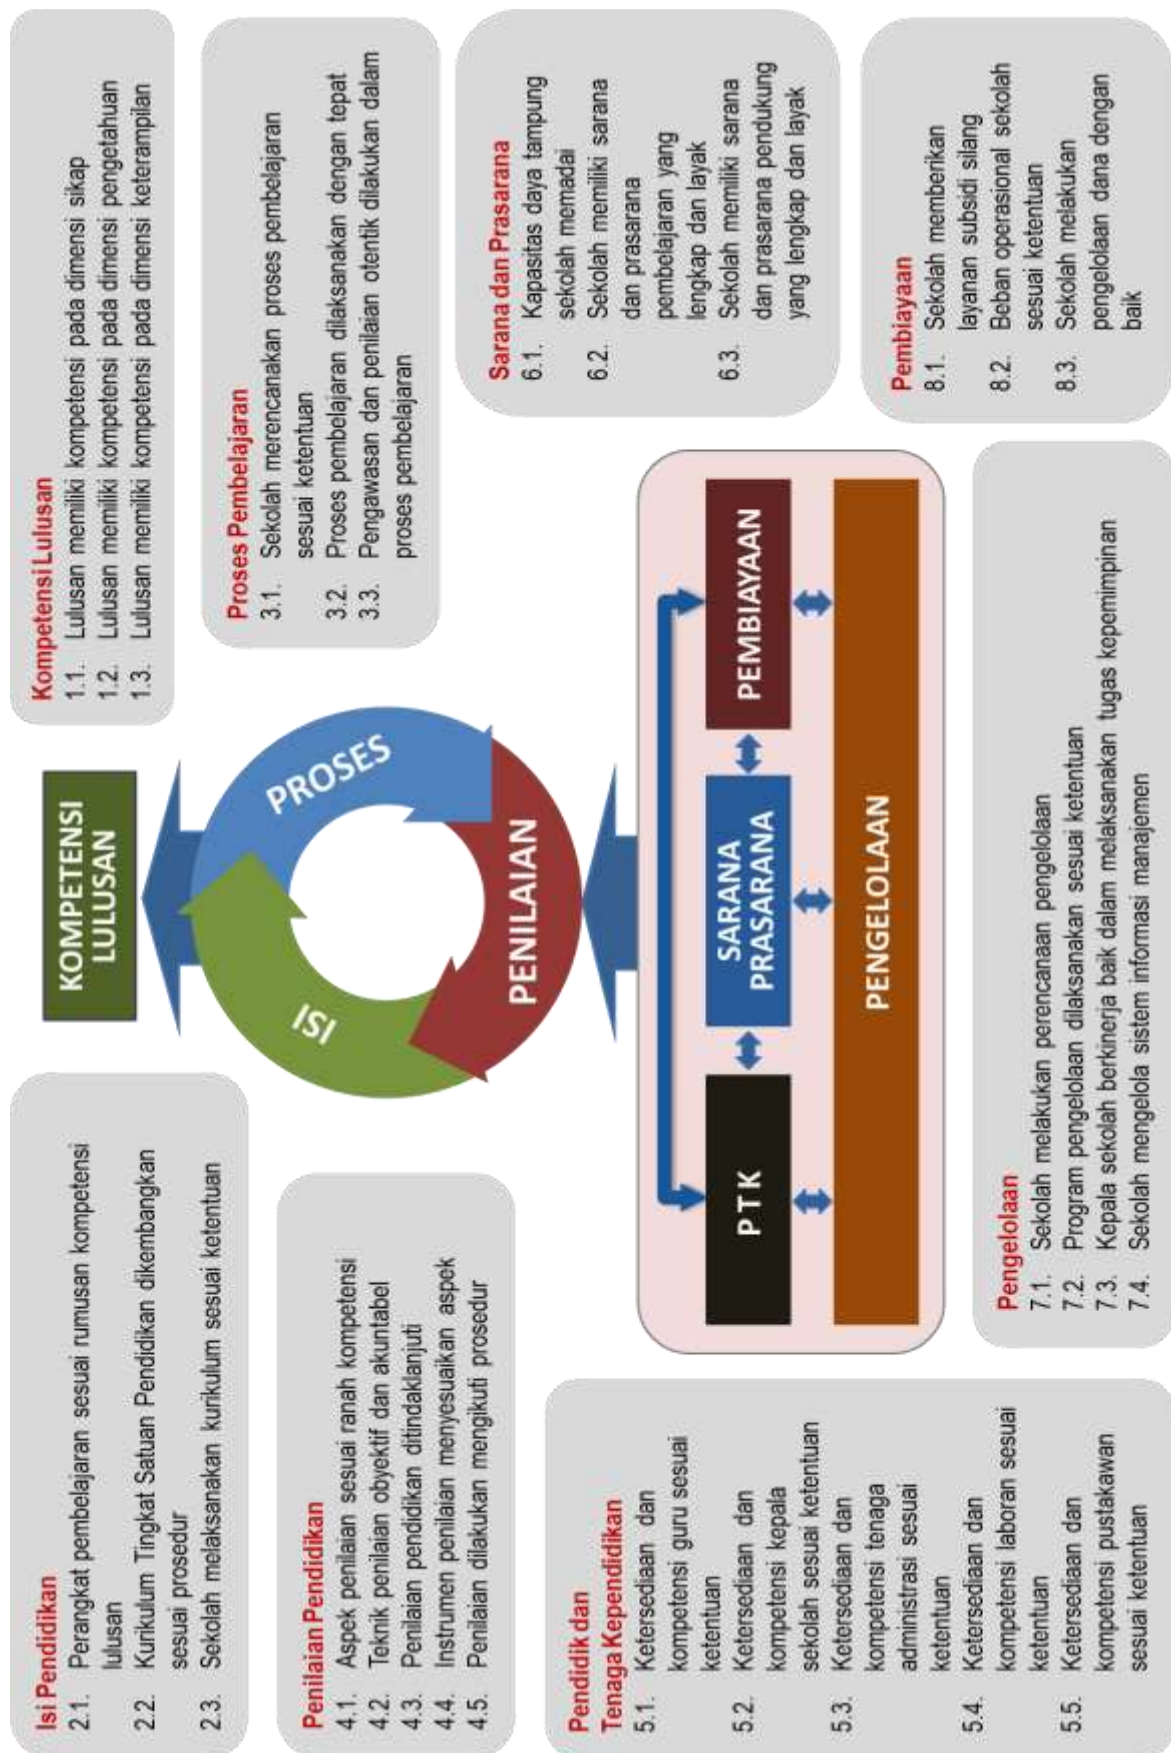 Isi Pendidikan
2.1. Perangkat pembelajaran sesuai rumusan kompetensi
lulusan
2.2. Kurikulum Tingkat Satuan Pendidikan dikembangkan
sesuai prosedur
2.3. Sekolah melaksanakan kurikulum sesuai ketentuan
KOMPETENSI
LULUSAN
Kompetensi Lulusan
1.1. Lulusan memiliki kompetensi pada dimensi sikap
1.2. Lulusan memiliki kompetensi pada dimensi pengetahuan
1.3. Lulusan memiliki kompetensi pada dimensi keterampilan
Penilaian Pendidikan
4.1. Aspek penilaian sesuai ranah kompetensi
4.2. Teknik penilaian obyektif dan akuntabel
4.3. Penilaian pendidikan ditindaklanjuti
4.4. Instrumen penilaian menyesuaikan aspek
4.5. Penilaian dilakukan mengikuti prosedur
ISI
PROSES
PENILAIAN
Proses Pembelajaran
3.1. Sekolah merencanakan proses pembelajaran
sesuai ketentuan
3.2. Proses pembelajaran dilaksanakan dengan tepat
3.3. Pengawasan dan penilaian otentik dilakukan dalam
proses pembelajaran
Pendidik dan
Tenaga Kependidikan
5.1. Ketersediaan dan
kompetensi guru sesuai
ketentuan
5.2. Ketersediaan dan
kompetensi kepala
sekolah sesuai ketentuan
5.3. Ketersediaan dan
kompetensi tenaga
administrasi sesuai
ketentuan
5.4. Ketersediaan dan
kompetensi laboran sesuai
ketentuan
5.5. Ketersediaan dan
kompetensi pustakawan
sesuai ketentuan
PTK
SARANA
PRASARANA
PEMBIAYAAN
PENGELOLAAN
Sarana dan Prasarana
6.1. Kapasitas daya tampung
sekolah memadai
6.2. Sekolah memiliki sarana
dan prasarana
pembelajaran yang
lengkap dan layak
6.3. Sekolah memiliki sarana
dan prasarana pendukung
yang lengkap dan layak
Pengelolaan
7.1. Sekolah melakukan perencanaan pengelolaan
7.2. Program pengelolaan dilaksanakan sesuai ketentuan
7.3. Kepala sekolah berkinerja baik dalam melaksanakan tugas kepemimpinan
7.4. Sekolah mengelola sistem informasi manajemen
Pembiayaan
8.1. Sekolah memberikan
layanan subsidi silang
8.2. Beban operasional sekolah
sesuai ketentuan
8.3. Sekolah melakukan
pengelolaan dana dengan
baik